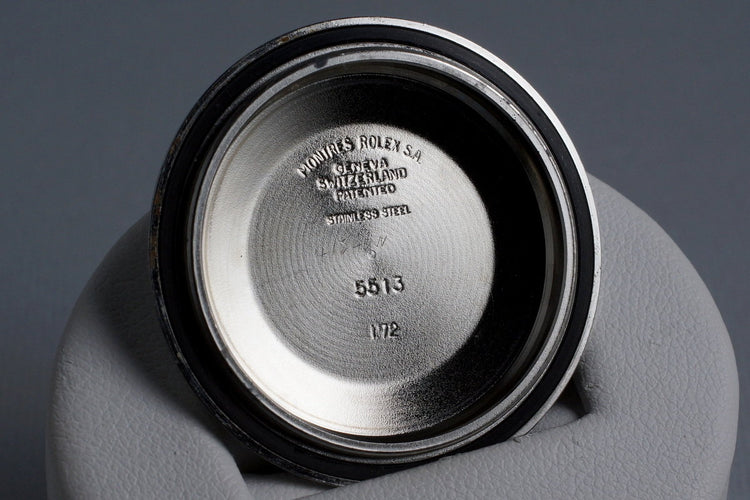 MONTRES ROLEX S.A.
GENEVA
SWITZERLAND
PATENTED
STAINLESS STEEL
5513
I.72